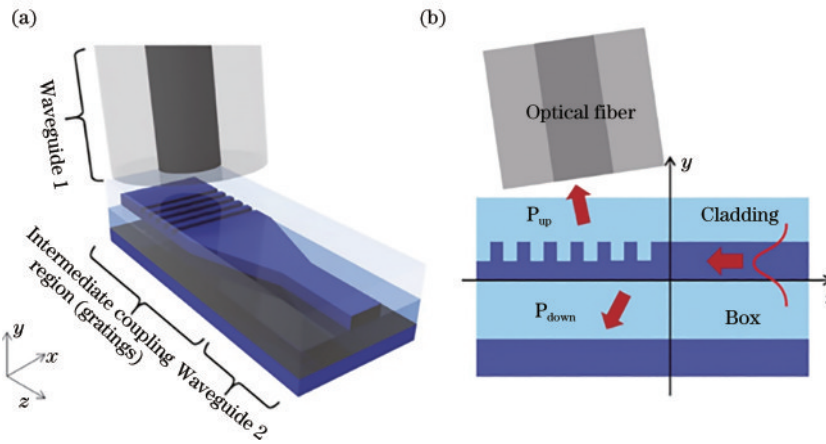 (a)
Waveguide 1
Intermediate coupling
region (gratings)
Waveguide 2
y
x
z
(b)
Optical fiber
y
Pup
Cladding
Pdown
Box